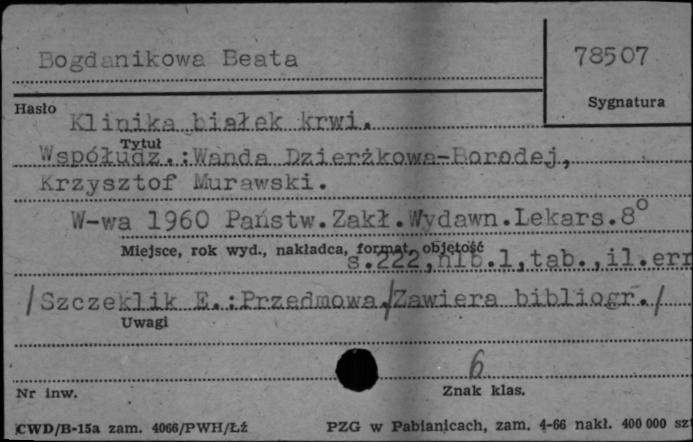 Bogdanikowa Beata
78507
Sygnatura
Hasło
Klinika białek krwi.
Tytuł
Współudz.:Wanda Dzierżkowa-Borodej,
Krzysztof Murawski.
W-wa 1960 Państw.Zakł.Wydawn.Lekars.8°
Miejsce, rok wyd., nakładca, format, objętość
s.222,nlb.1,tab.,il.err
/Szczeklik E.:Przedmowa./Zawiera bibliogr./
Uwagi
6
Nr inw.
Znak klas.
CWD/B-15a zam. 4066/PWH/Łź
PZG w Pabianicach, zam. 4-66 nakł. 400 000 sz